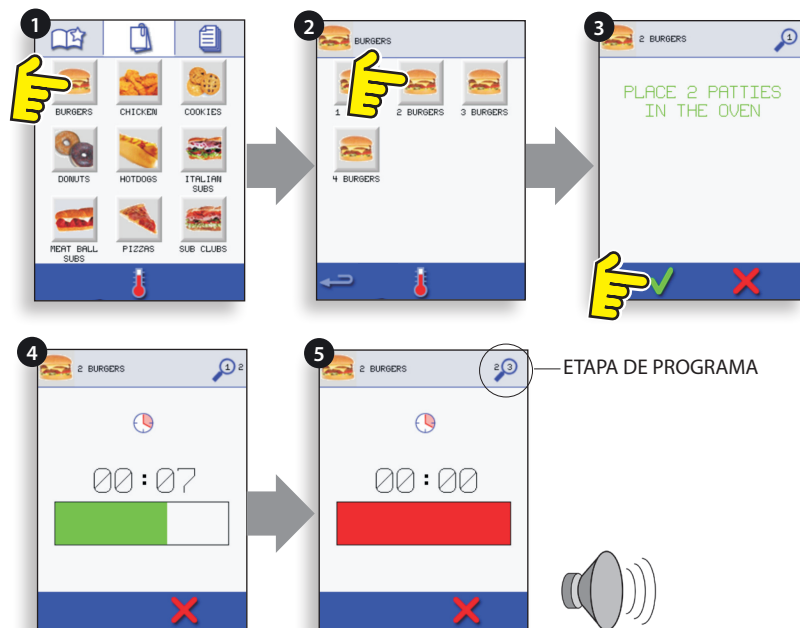 1
BURGERS
CHICKEN
COOKIES
DONUTS
HOTDOGS
ITALIAN
SUBS
MEAT BALL
SUBS
PIZZAS
SUB CLUBS
2
BURGERS
1
2 BURGERS
3 BURGERS
4 BURGERS
3
2 BURGERS
1
PLACE 2 PATTIES
IN THE OVEN
4
2 BURGERS
1 2
00:07
5
2 BURGERS
2 3
ETAPA DE PROGRAMA
00:00